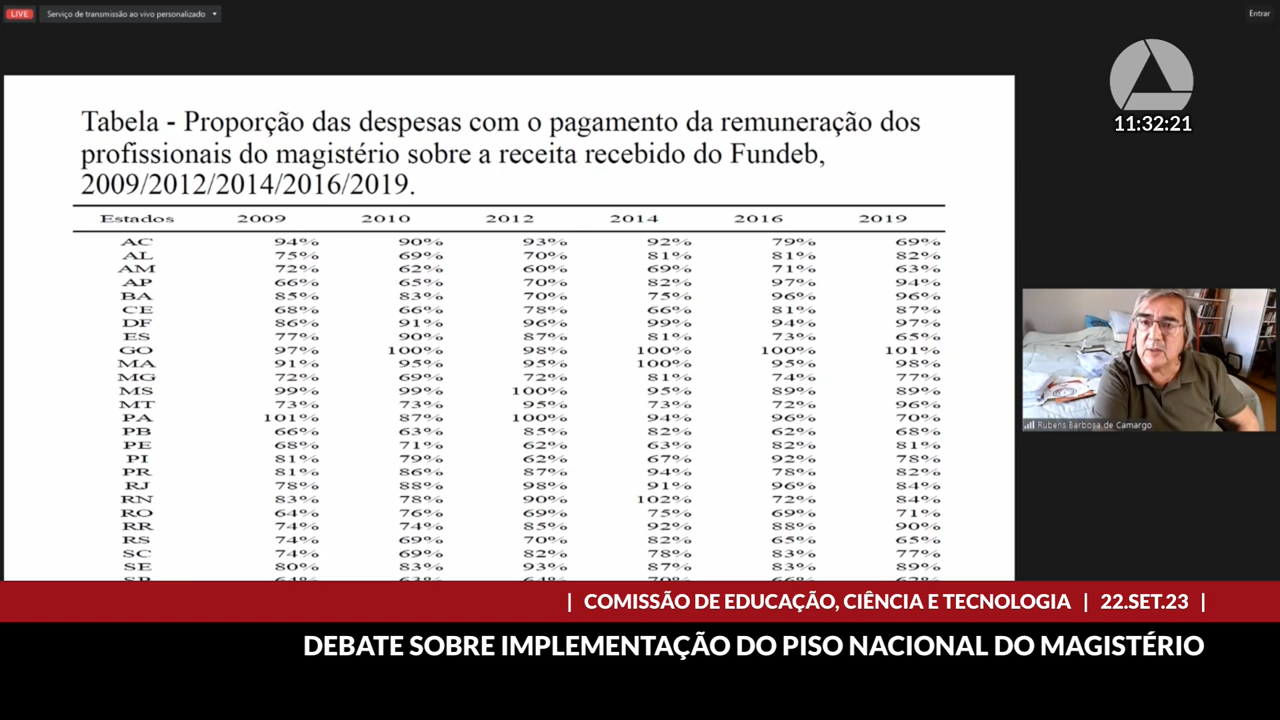 LIVE
Serviço de transmissão ao vivo personalizado
Entrar
11:32:21
Tabela - Proporção das despesas com o pagamento da remuneração dos
profissionais do magistério sobre a receita recebido do Fundeb,
2009/2012/2014/2016/2019.
Estados 2009 2010 2012 2014 2016 2019
AC 94% 90% 93% 92% 79% 69%
AL 75% 69% 70% 81% 81% 82%
AM 72% 62% 60% 69% 71% 63%
AP 66% 65% 70% 82% 97% 94%
BA 85% 83% 70% 75% 96% 96%
CE 68% 66% 78% 66% 81% 87%
DF 86% 91% 96% 99% 94% 97%
ES 77% 90% 87% 81% 73% 65%
GO 97% 100% 98% 100% 100% 101%
MA 91% 95% 95% 100% 95% 98%
MG 72% 69% 72% 81% 74% 77%
MS 99% 99% 100% 95% 89% 89%
MT 73% 73% 95% 73% 72% 96%
PA 101% 87% 100% 94% 96% 70%
PB 66% 63% 85% 82% 62% 68%
PE 68% 71% 62% 63% 82% 81%
PI 81% 79% 62% 67% 92% 78%
PR 81% 86% 87% 94% 78% 82%
RJ 78% 88% 98% 91% 96% 84%
RN 83% 78% 90% 102% 72% 84%
RO 64% 76% 69% 75% 69% 71%
RR 74% 74% 85% 92% 88% 90%
RS 74% 69% 70% 82% 65% 65%
SC 74% 69% 82% 78% 83% 77%
SE 80% 83% 93% 87% 83% 89%
Rubens Barbosa de Camargo
| COMISSÃO DE EDUCAÇÃO, CIÊNCIA E TECNOLOGIA | 22.SET.23 |
DEBATE SOBRE IMPLEMENTAÇÃO DO PISO NACIONAL DO MAGISTÉRIO